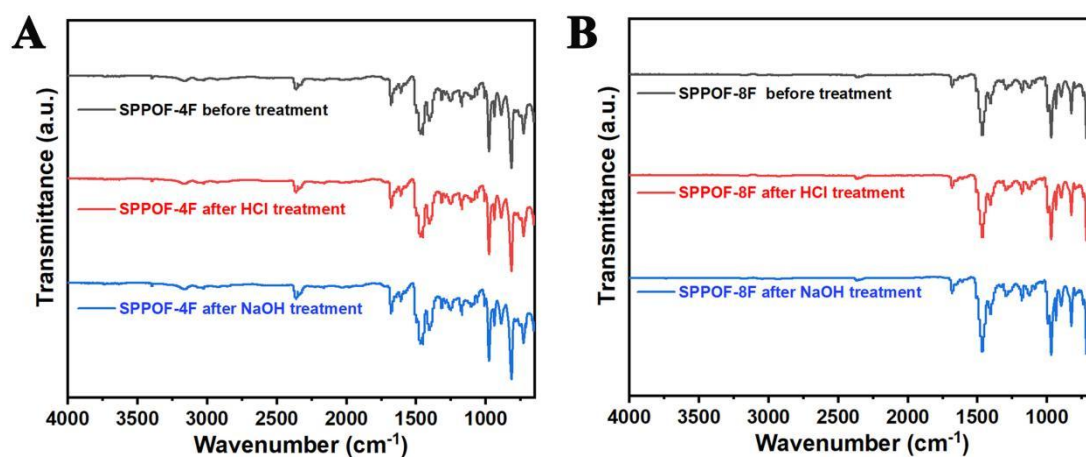 A
Transmittance (a.u.)
SPPOF-4F before treatment
SPPOF-4F after HCl treatment
SPPOF-4F after NaOH treatment
4000 3500 3000 2500 2000 1500 1000
Wavenumber (cm⁻¹)
B
Transmittance (a.u.)
SPPOF-8F before treatment
SPPOF-8F after HCl treatment
SPPOF-8F after NaOH treatment
4000 3500 3000 2500 2000 1500 1000
Wavenumber (cm⁻¹)